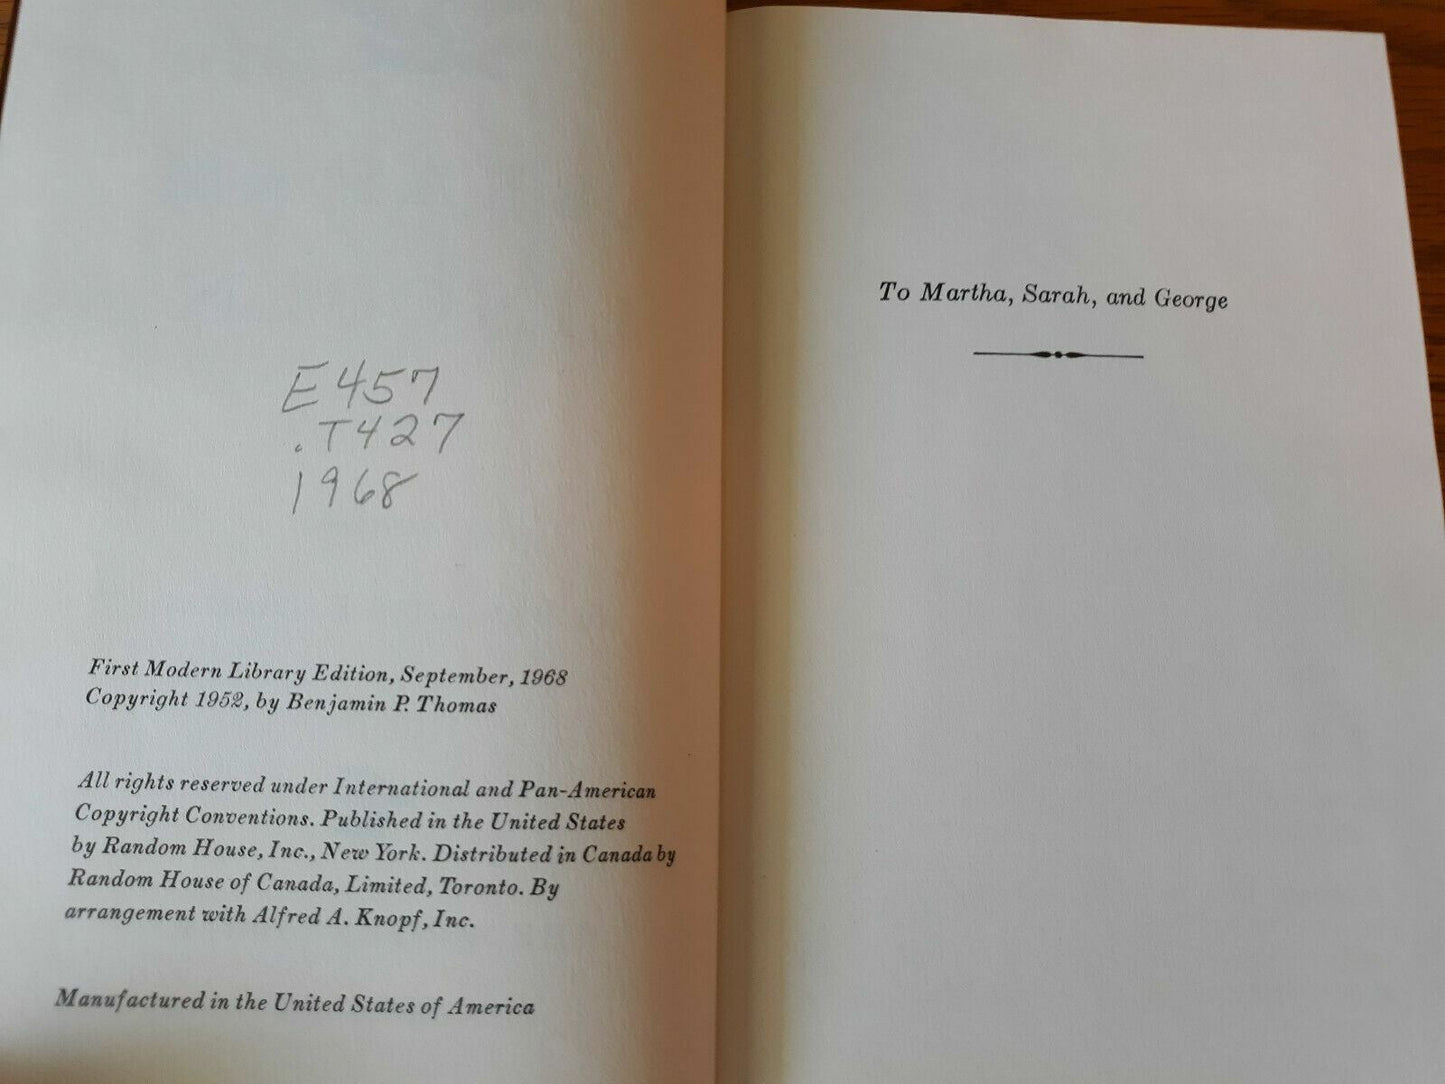 E457
.T427
1968
First Modern Library Edition, September, 1968
Copyright 1952, by Benjamin P. Thomas
All rights reserved under International and Pan-American
Copyright Conventions. Published in the United States
by Random House, Inc., New York. Distributed in Canada by
Random House of Canada, Limited, Toronto. By
arrangement with Alfred A. Knopf, Inc.
Manufactured in the United States of America
To Martha, Sarah, and George